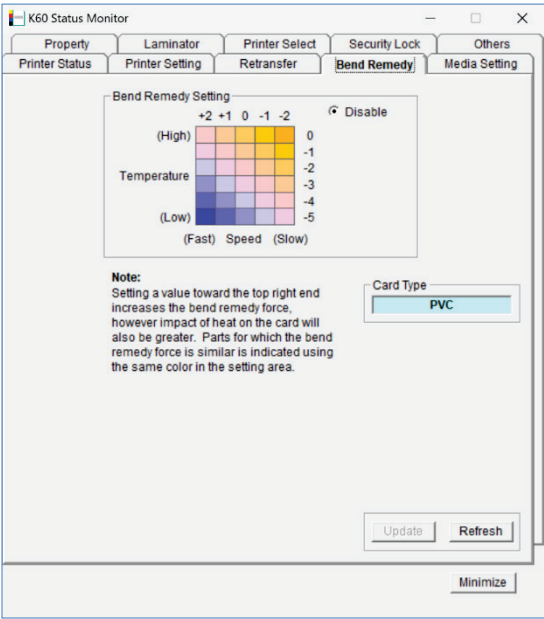 K60 Status Monitor
Property Laminator Printer Select Security Lock Others
Printer Status Printer Setting Retransfer Bend Remedy Media Setting
Bend Remedy Setting
+2 +1 0 -1 -2
Disable
(High) 0
-1
Temperature -2
-3
-4
(Low) -5
(Fast) Speed (Slow)
Note:
Setting a value toward the top right end
increases the bend remedy force,
however impact of heat on the card will
also be greater. Parts for which the bend
remedy force is similar is indicated using
the same color in the setting area.
Card Type
PVC
Update Refresh
Minimize